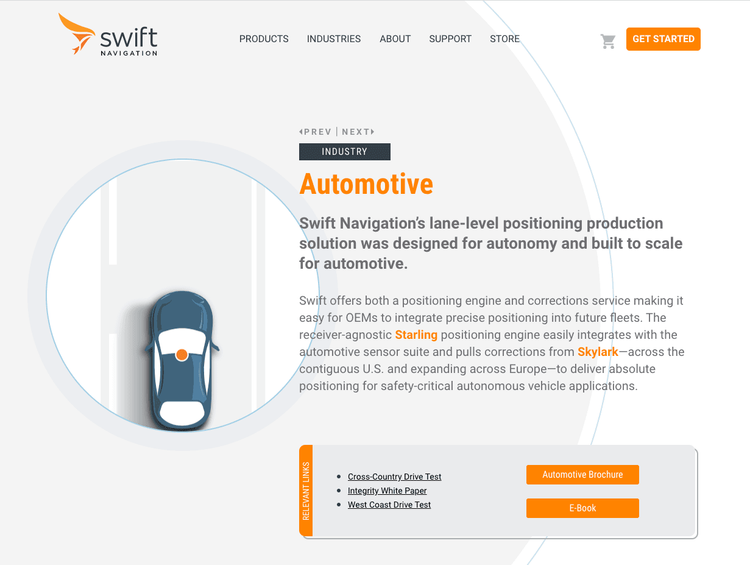 swift
NAVIGATION
PRODUCTS INDUSTRIES ABOUT SUPPORT STORE
GET STARTED
PREV | NEXT
INDUSTRY
Automotive
Swift Navigation’s lane-level positioning production
solution was designed for autonomy and built to scale
for automotive.
Swift offers both a positioning engine and corrections service making it
easy for OEMs to integrate precise positioning into future fleets. The
receiver-agnostic Starling positioning engine easily integrates with the
automotive sensor suite and pulls corrections from Skylark—across the
contiguous U.S. and expanding across Europe—to deliver absolute
positioning for safety-critical autonomous vehicle applications.
RELEVANT LINKS
Cross-Country Drive Test
Integrity White Paper
West Coast Drive Test
Automotive Brochure
E-Book